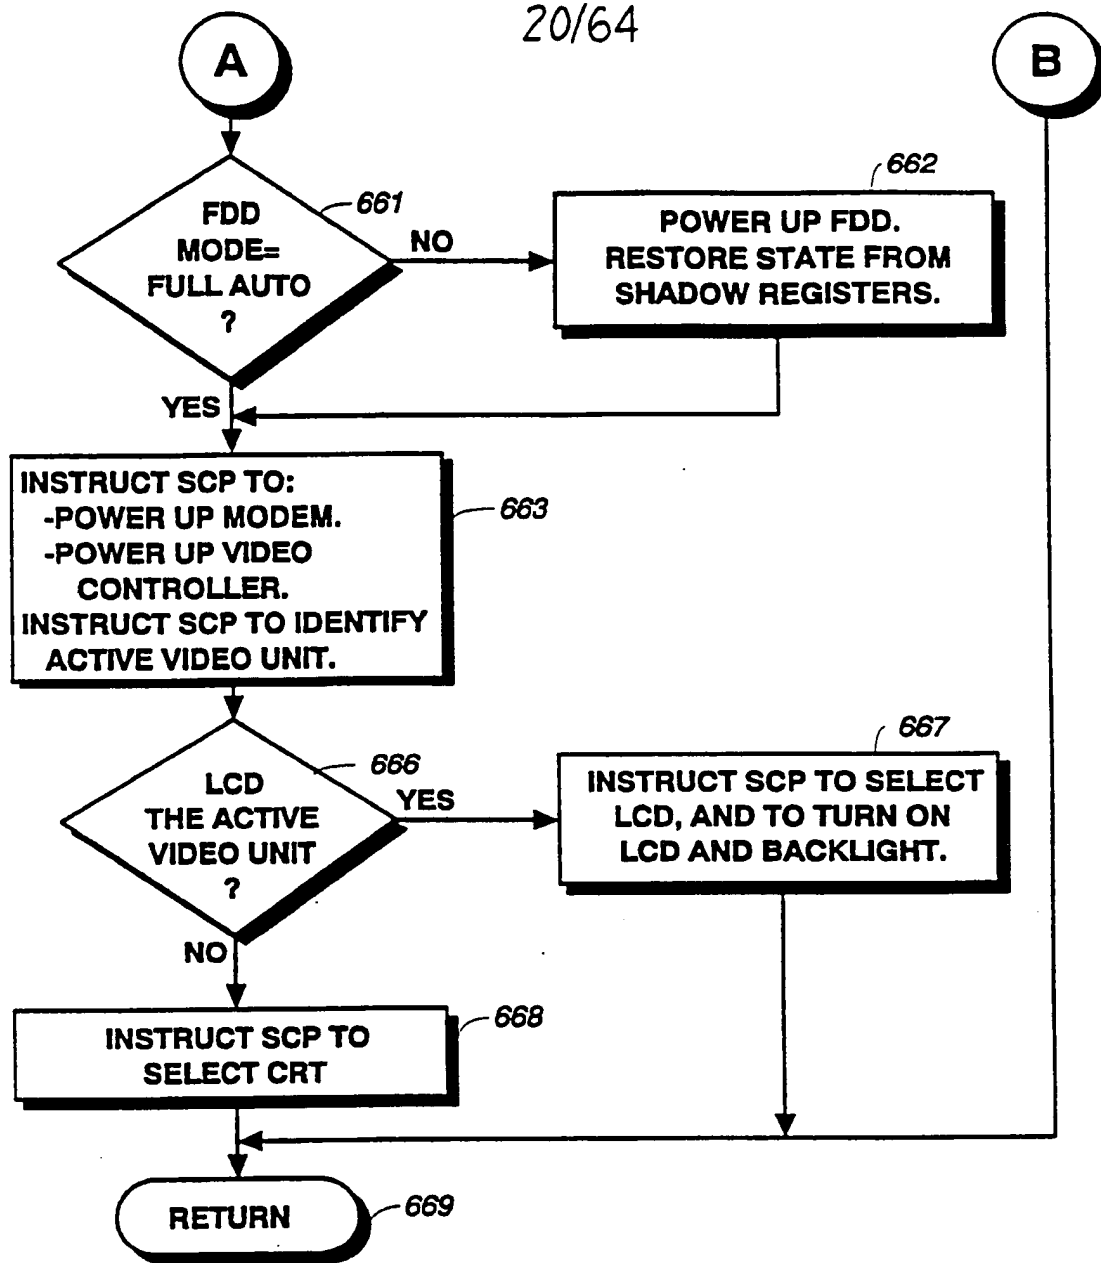 20/64
A
B
661
FDD
MODE=
FULL AUTO
?
NO
662
POWER UP FDD.
RESTORE STATE FROM
SHADOW REGISTERS.
YES
INSTRUCT SCP TO:
-POWER UP MODEM.
-POWER UP VIDEO
CONTROLLER.
INSTRUCT SCP TO IDENTIFY
ACTIVE VIDEO UNIT.
663
666
LCD
THE ACTIVE
VIDEO UNIT
?
YES
667
INSTRUCT SCP TO SELECT
LCD, AND TO TURN ON
LCD AND BACKLIGHT.
NO
INSTRUCT SCP TO
SELECT CRT
668
RETURN
669